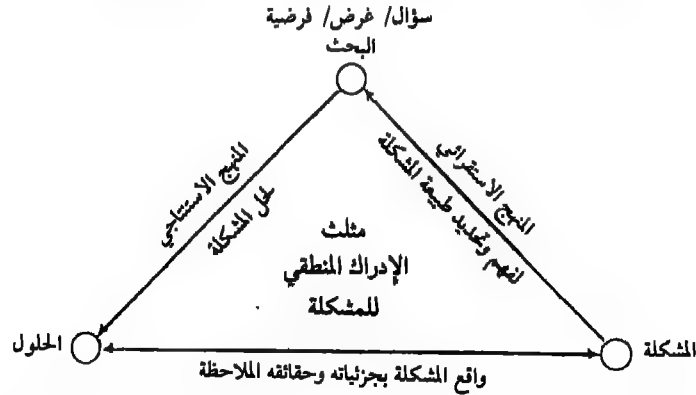 سؤال/ غرض/ فرضية
البحث
المنهج الاستقرائي
لفهم وتحديد طبيعة المشكلة
المنهج الاستنتاجي
لحل المشكلة
مثلث
الإدراك المنطقي
للمشكلة
المشكلة
الحلول
واقع المشكلة بجزئياته وحقائقه الملاحظة